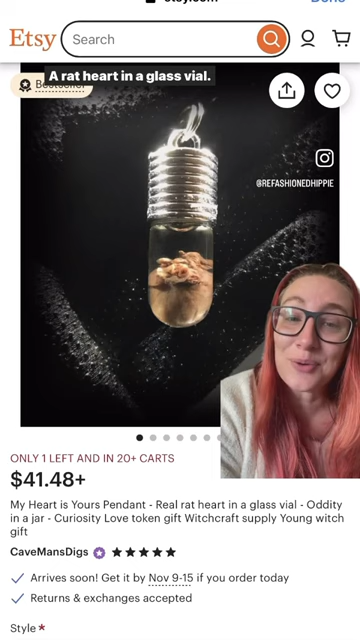 etsy.com
Done
Etsy
Search
A rat heart in a glass vial.
Bestseller
@REFASHIONEDHIPPIE
ONLY 1 LEFT AND IN 20+ CARTS
$41.48+
My Heart is Yours Pendant - Real rat heart in a glass vial - Oddity
in a jar - Curiosity Love token gift Witchcraft supply Young witch
gift
CaveMansDigs
Arrives soon! Get it by Nov 9-15 if you order today
Returns & exchanges accepted
Style *